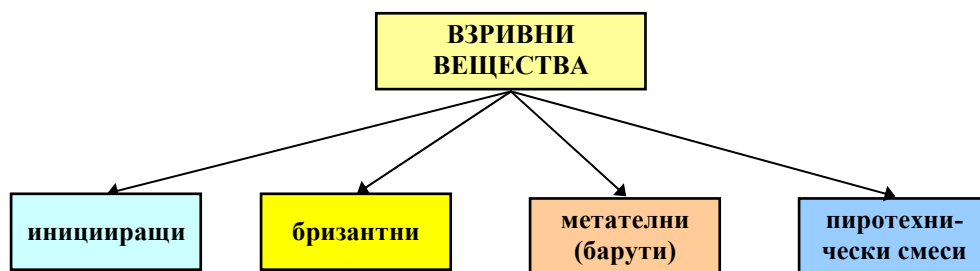 ВЗРИВНИ
ВЕЩЕСТВА
иницииращи
бризантни
метателни
(барути)
пиротехни-
чески смеси